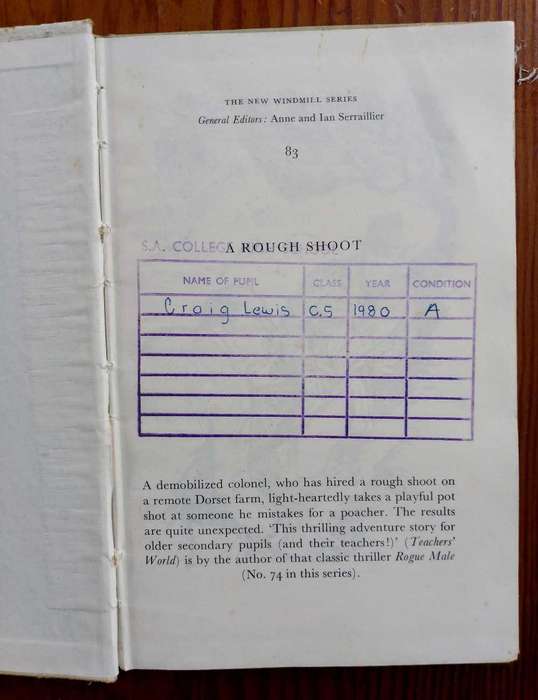 THE NEW WINDMILL SERIES
General Editors: Anne and Ian Serraillier
83
S.A. COLLEGE
A ROUGH SHOOT
NAME OF PUPIL CLASS YEAR CONDITION
Craig Lewis C.5 1980 A
A demobilized colonel, who has hired a rough shoot on
a remote Dorset farm, light-heartedly takes a playful pot
shot at someone he mistakes for a poacher. The results
are quite unexpected. 'This thrilling adventure story for
older secondary pupils (and their teachers!)' (Teachers'
World) is by the author of that classic thriller Rogue Male
(No. 74 in this series).